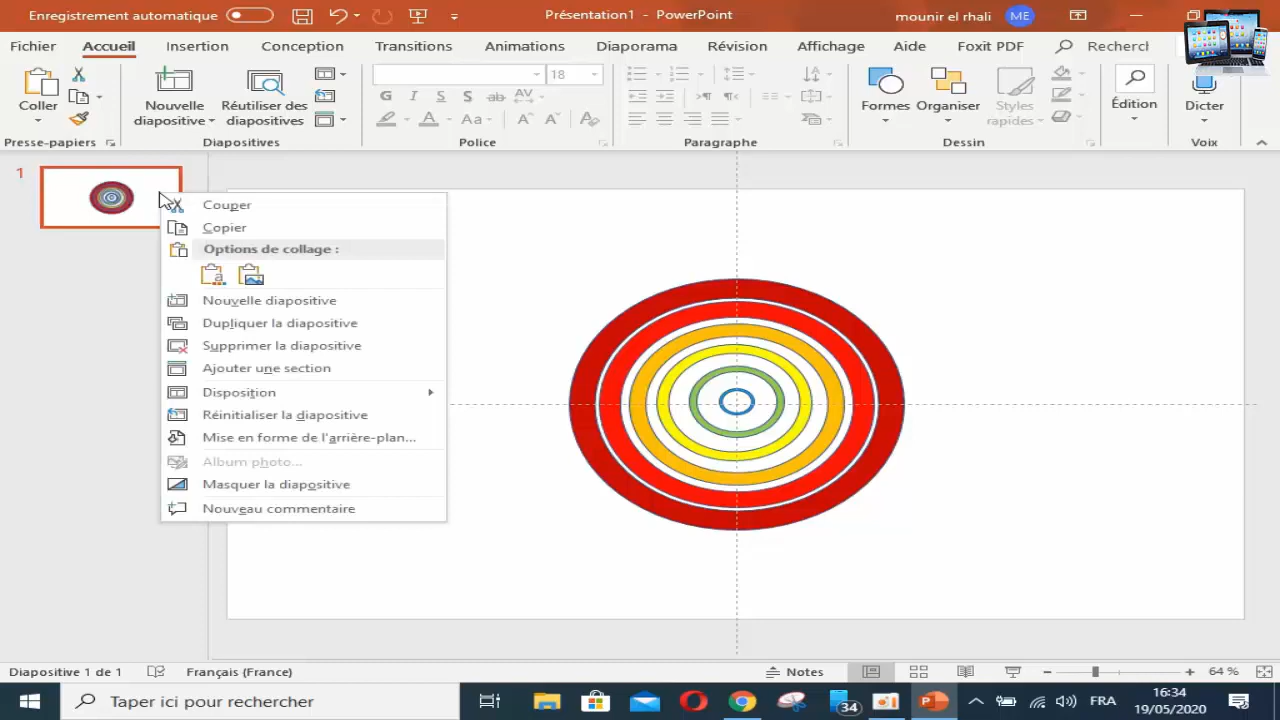 Enregistrement automatique
Présentation1 - PowerPoint
mounir el rhali ME
Fichier Accueil Insertion Conception Transitions Animations Diaporama Révision Affichage Aide Foxit PDF Recherch
Coller
Presse-papiers
Nouvelle diapositive
Réutiliser des diapositives
Diapositives
18
G I S S ab AV
A Aa A A A
Police
Paragraphe
Formes Organiser Styles rapides
Dessin
Édition
Dicter
Voix
1
Couper
Copier
Options de collage :
Nouvelle diapositive
Dupliquer la diapositive
Supprimer la diapositive
Ajouter une section
Disposition
Réinitialiser la diapositive
Mise en forme de l'arrière-plan...
Album photo...
Masquer la diapositive
Nouveau commentaire
Diapositive 1 de 1 Français (France) Notes 64 %
Taper ici pour rechercher
34
FRA
16:34
19/05/2020